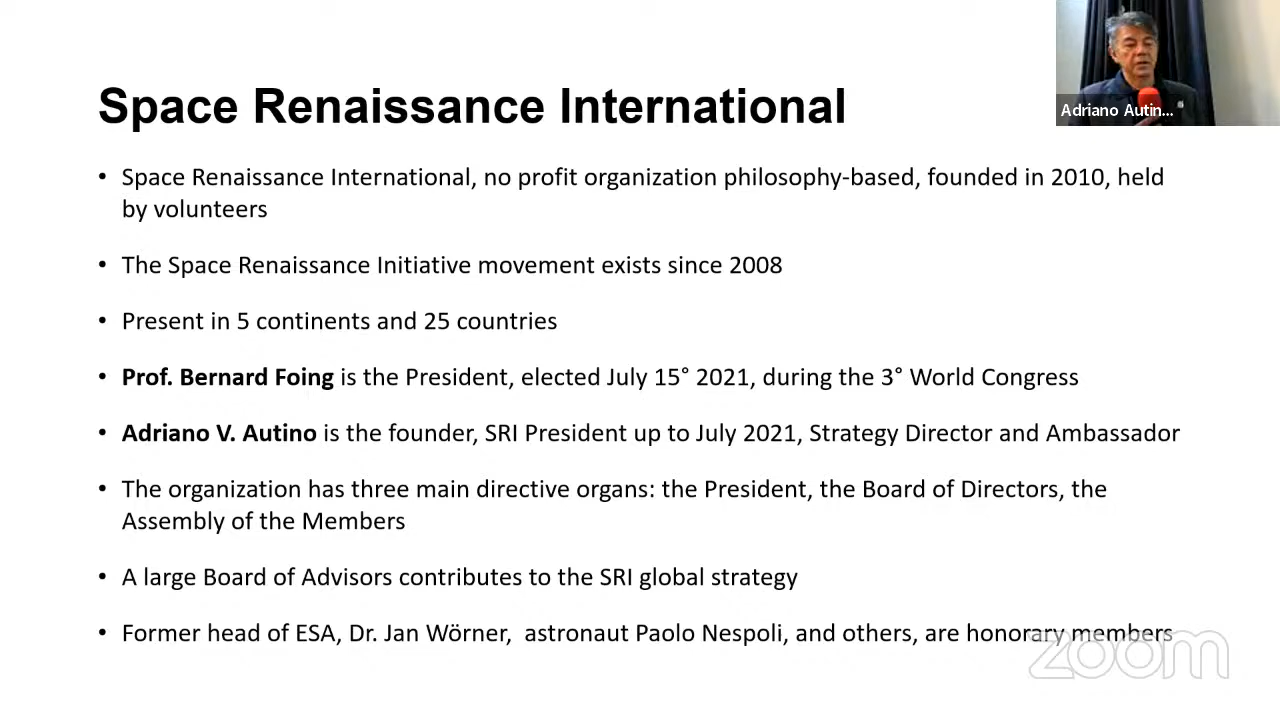 Space Renaissance International
Adriano Autin...
• Space Renaissance International, no profit organization philosophy-based, founded in 2010, held
by volunteers
• The Space Renaissance Initiative movement exists since 2008
• Present in 5 continents and 25 countries
• Prof. Bernard Foing is the President, elected July 15° 2021, during the 3° World Congress
• Adriano V. Autino is the founder, SRI President up to July 2021, Strategy Director and Ambassador
• The organization has three main directive organs: the President, the Board of Directors, the
Assembly of the Members
• A large Board of Advisors contributes to the SRI global strategy
• Former head of ESA, Dr. Jan Wörner,  astronaut Paolo Nespoli, and others, are honorary members
zoom